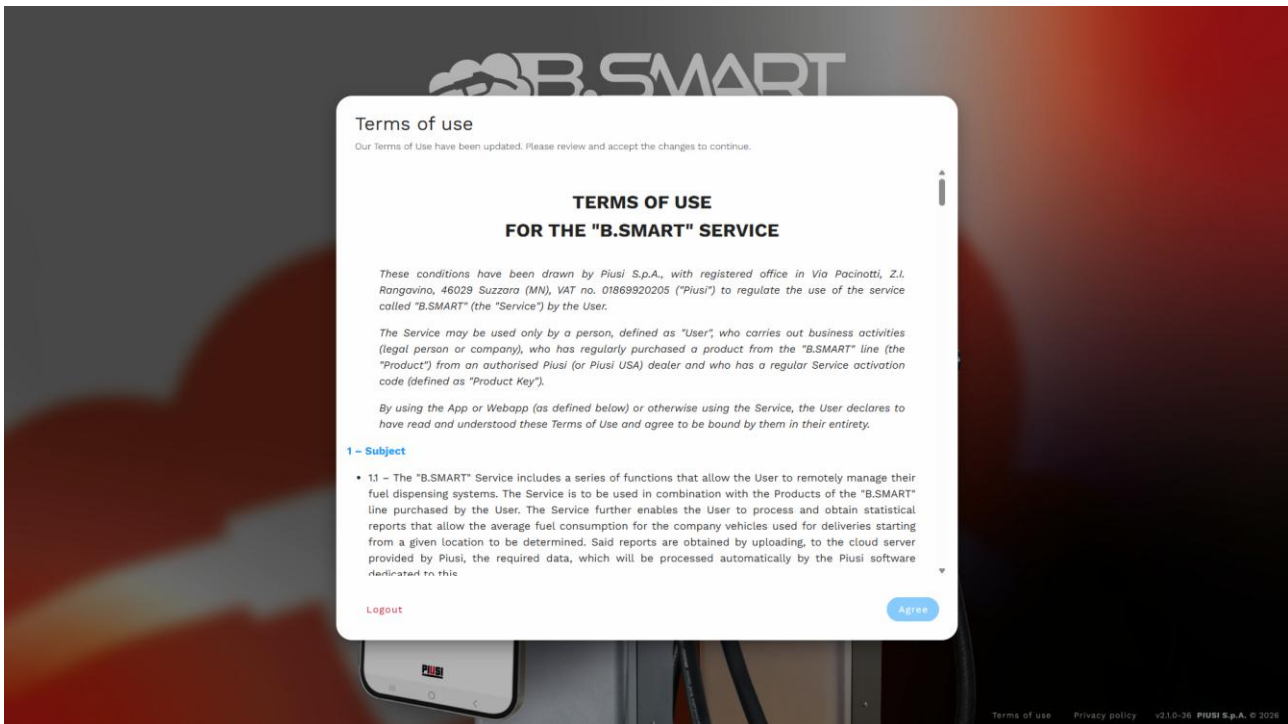 B.SMART
Terms of use
Our Terms of Use have been updated. Please review and accept the changes to continue.
TERMS OF USE
FOR THE "B.SMART" SERVICE
These conditions have been drawn by Piusi S.p.A., with registered office in Via Pacinotti, Z.I.
Rangavino, 46029 Suzzara (MN), VAT no. 01869920205 ("Piusi") to regulate the use of the service
called "B.SMART" (the "Service") by the User.
The Service may be used only by a person, defined as "User", who carries out business activities
(legal person or company), who has regularly purchased a product from the "B.SMART" line (the
"Product") from an authorised Piusi (or Piusi USA) dealer and who has a regular Service activation
code (defined as "Product Key").
By using the App or Webapp (as defined below) or otherwise using the Service, the User declares to
have read and understood these Terms of Use and agree to be bound by them in their entirety.
1 – Subject
• 1.1 – The "B.SMART" Service includes a series of functions that allow the User to remotely manage their
fuel dispensing systems. The Service is to be used in combination with the Products of the "B.SMART"
line purchased by the User. The Service further enables the User to process and obtain statistical
reports that allow the average fuel consumption for the company vehicles used for deliveries starting
from a given location to be determined. Said reports are obtained by uploading, to the cloud server
provided by Piusi, the required data, which will be processed automatically by the Piusi software
dedicated to this
Logout
Agree
PIUSI
Terms of use Privacy policy v2.1.0-36 PIUSI S.p.A. © 2026